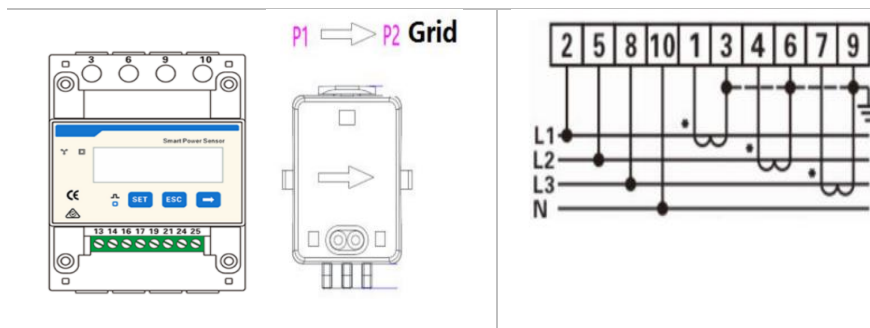 P1 P2 Grid
3 6 9 10
Smart Power Sensor
CE
SET ESC
13 14 16 17 19 21 24 25
2 5 8 10 1 3 4 6 7 9
L1
L2
L3
N